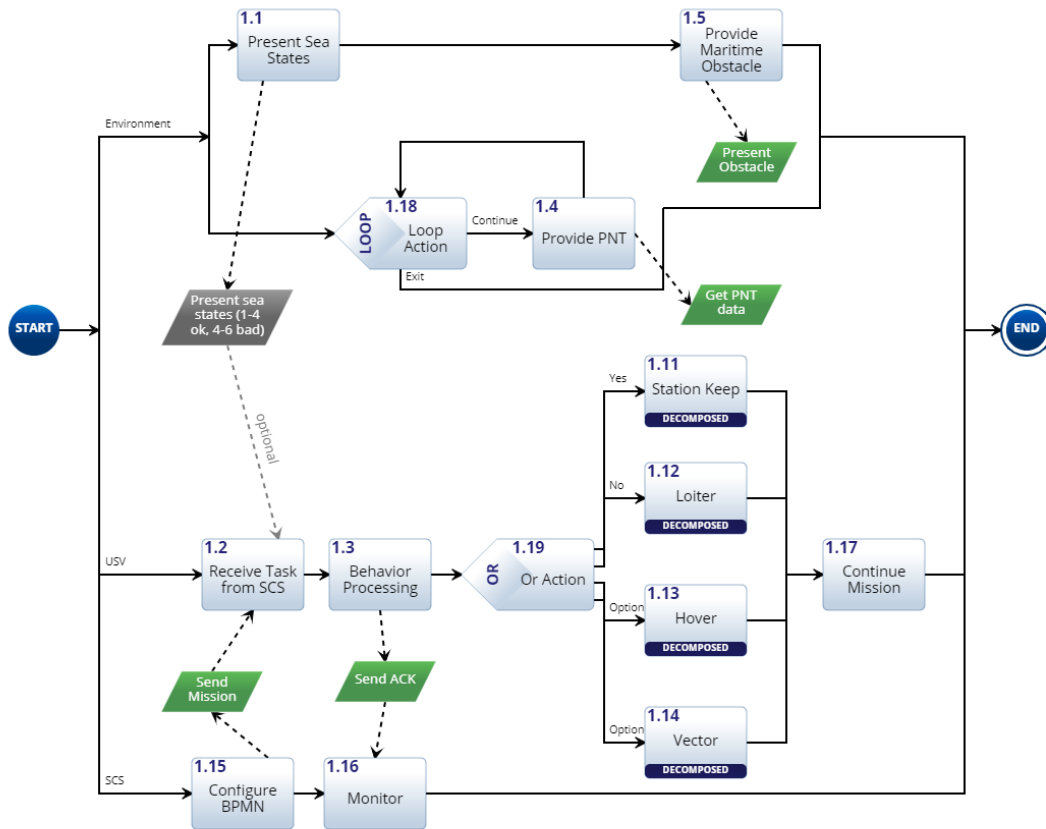 1.1
Present Sea
States
1.5
Provide
Maritime
Obstacle
Environment
Present
Obstacle
1.18
LOOP
Loop
Action
Continue
1.4
Provide PNT
Exit
Present sea
states (1-4
ok, 4-6 bad)
Get PNT
data
START
END
1.11
Yes
Station Keep
DECOMPOSED
optional
1.12
No
Loiter
DECOMPOSED
USV
1.2
Receive Task
from SCS
1.3
Behavior
Processing
1.19
OR
Or Action
1.17
Continue
Mission
1.13
Option
Hover
DECOMPOSED
Send
Mission
Send ACK
1.14
Option
Vector
DECOMPOSED
SCS
1.15
Configure
BPMN
1.16
Monitor